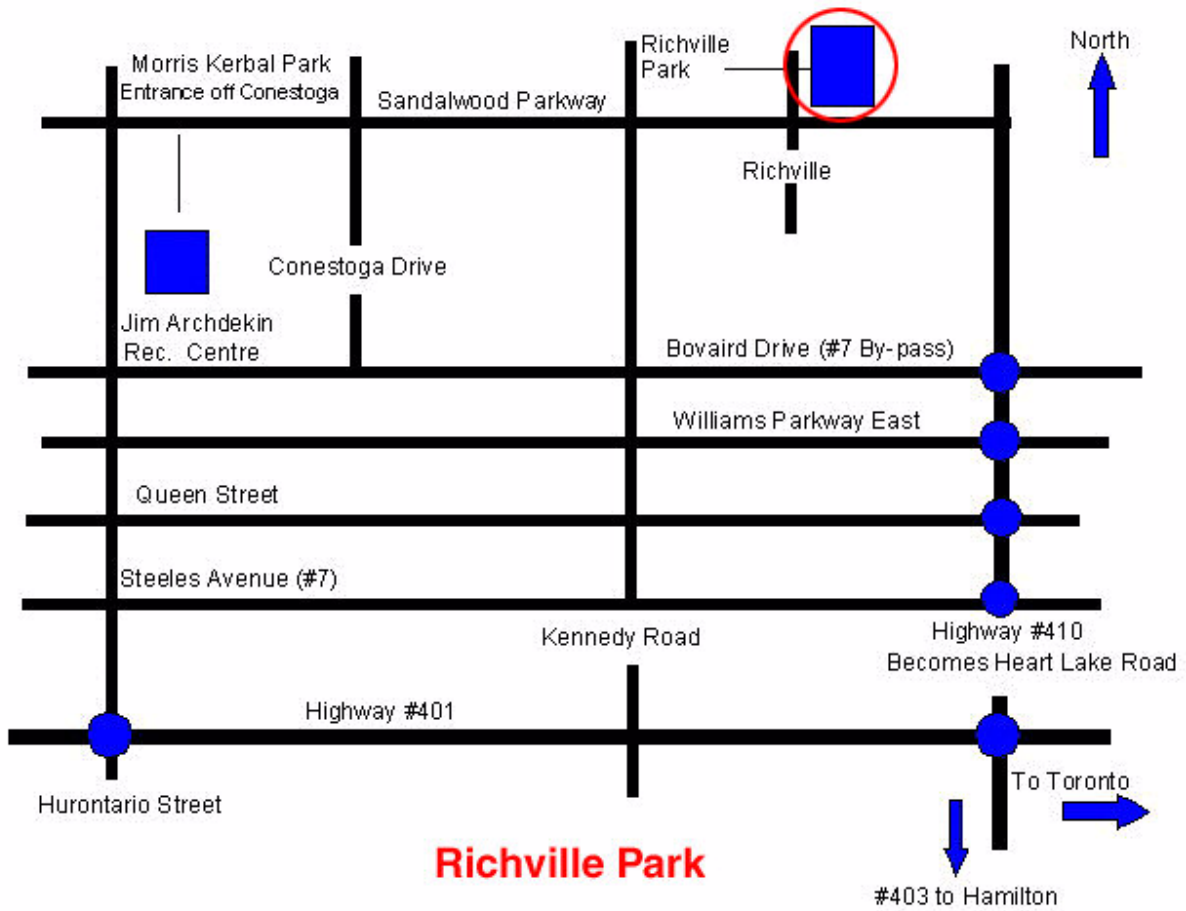 Morris Kerbal Park
Entrance off Conestoga
Sandalwood Parkway
Richville
Park
North
Richville
Conestoga Drive
Jim Archdekin
Rec. Centre
Bovaird Drive (#7 By-pass)
Williams Parkway East
Queen Street
Steeles Avenue (#7)
Kennedy Road
Highway #410
Becomes Heart Lake Road
Highway #401
Hurontario Street
To Toronto
Richville Park
#403 to Hamilton